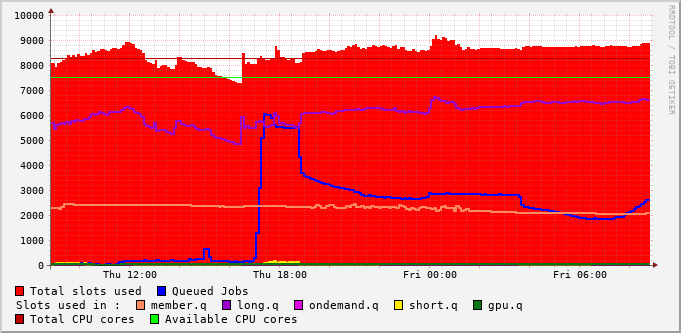 10000
9000
8000
7000
6000
5000
4000
3000
2000
1000
0
Thu 12:00 Thu 18:00 Fri 00:00 Fri 06:00
Total slots used Queued Jobs
Slots used in : member.q long.q ondemand.q short.q gpu.q
Total CPU cores Available CPU cores
RRDTOOL / TOBI OETIKER